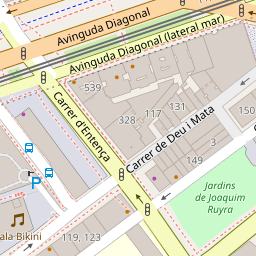 Avinguda Diagonal
Avinguda Diagonal (lateral mar)
539
Carrer d'Entença
328
117
131
150
Carrer de Deu i Mata
149
P
Jardins
de Joaquim
Ruyra
ala Bikini
119, 123